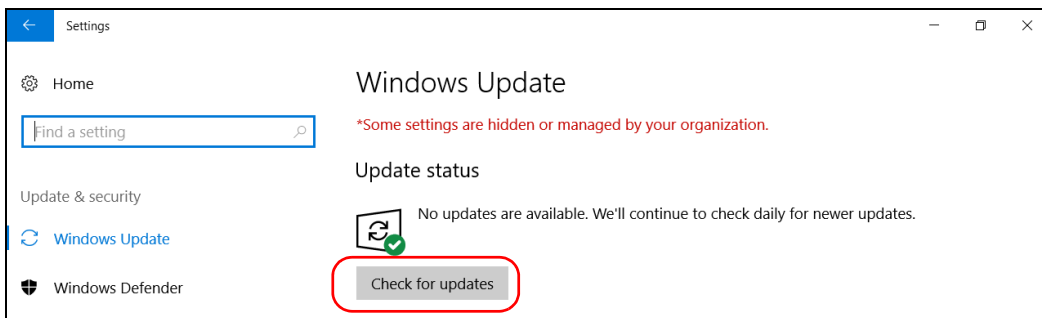 Settings
Home
Find a setting
Update & security
Windows Update
Windows Defender
Windows Update
*Some settings are hidden or managed by your organization.
Update status
No updates are available. We'll continue to check daily for newer updates.
Check for updates